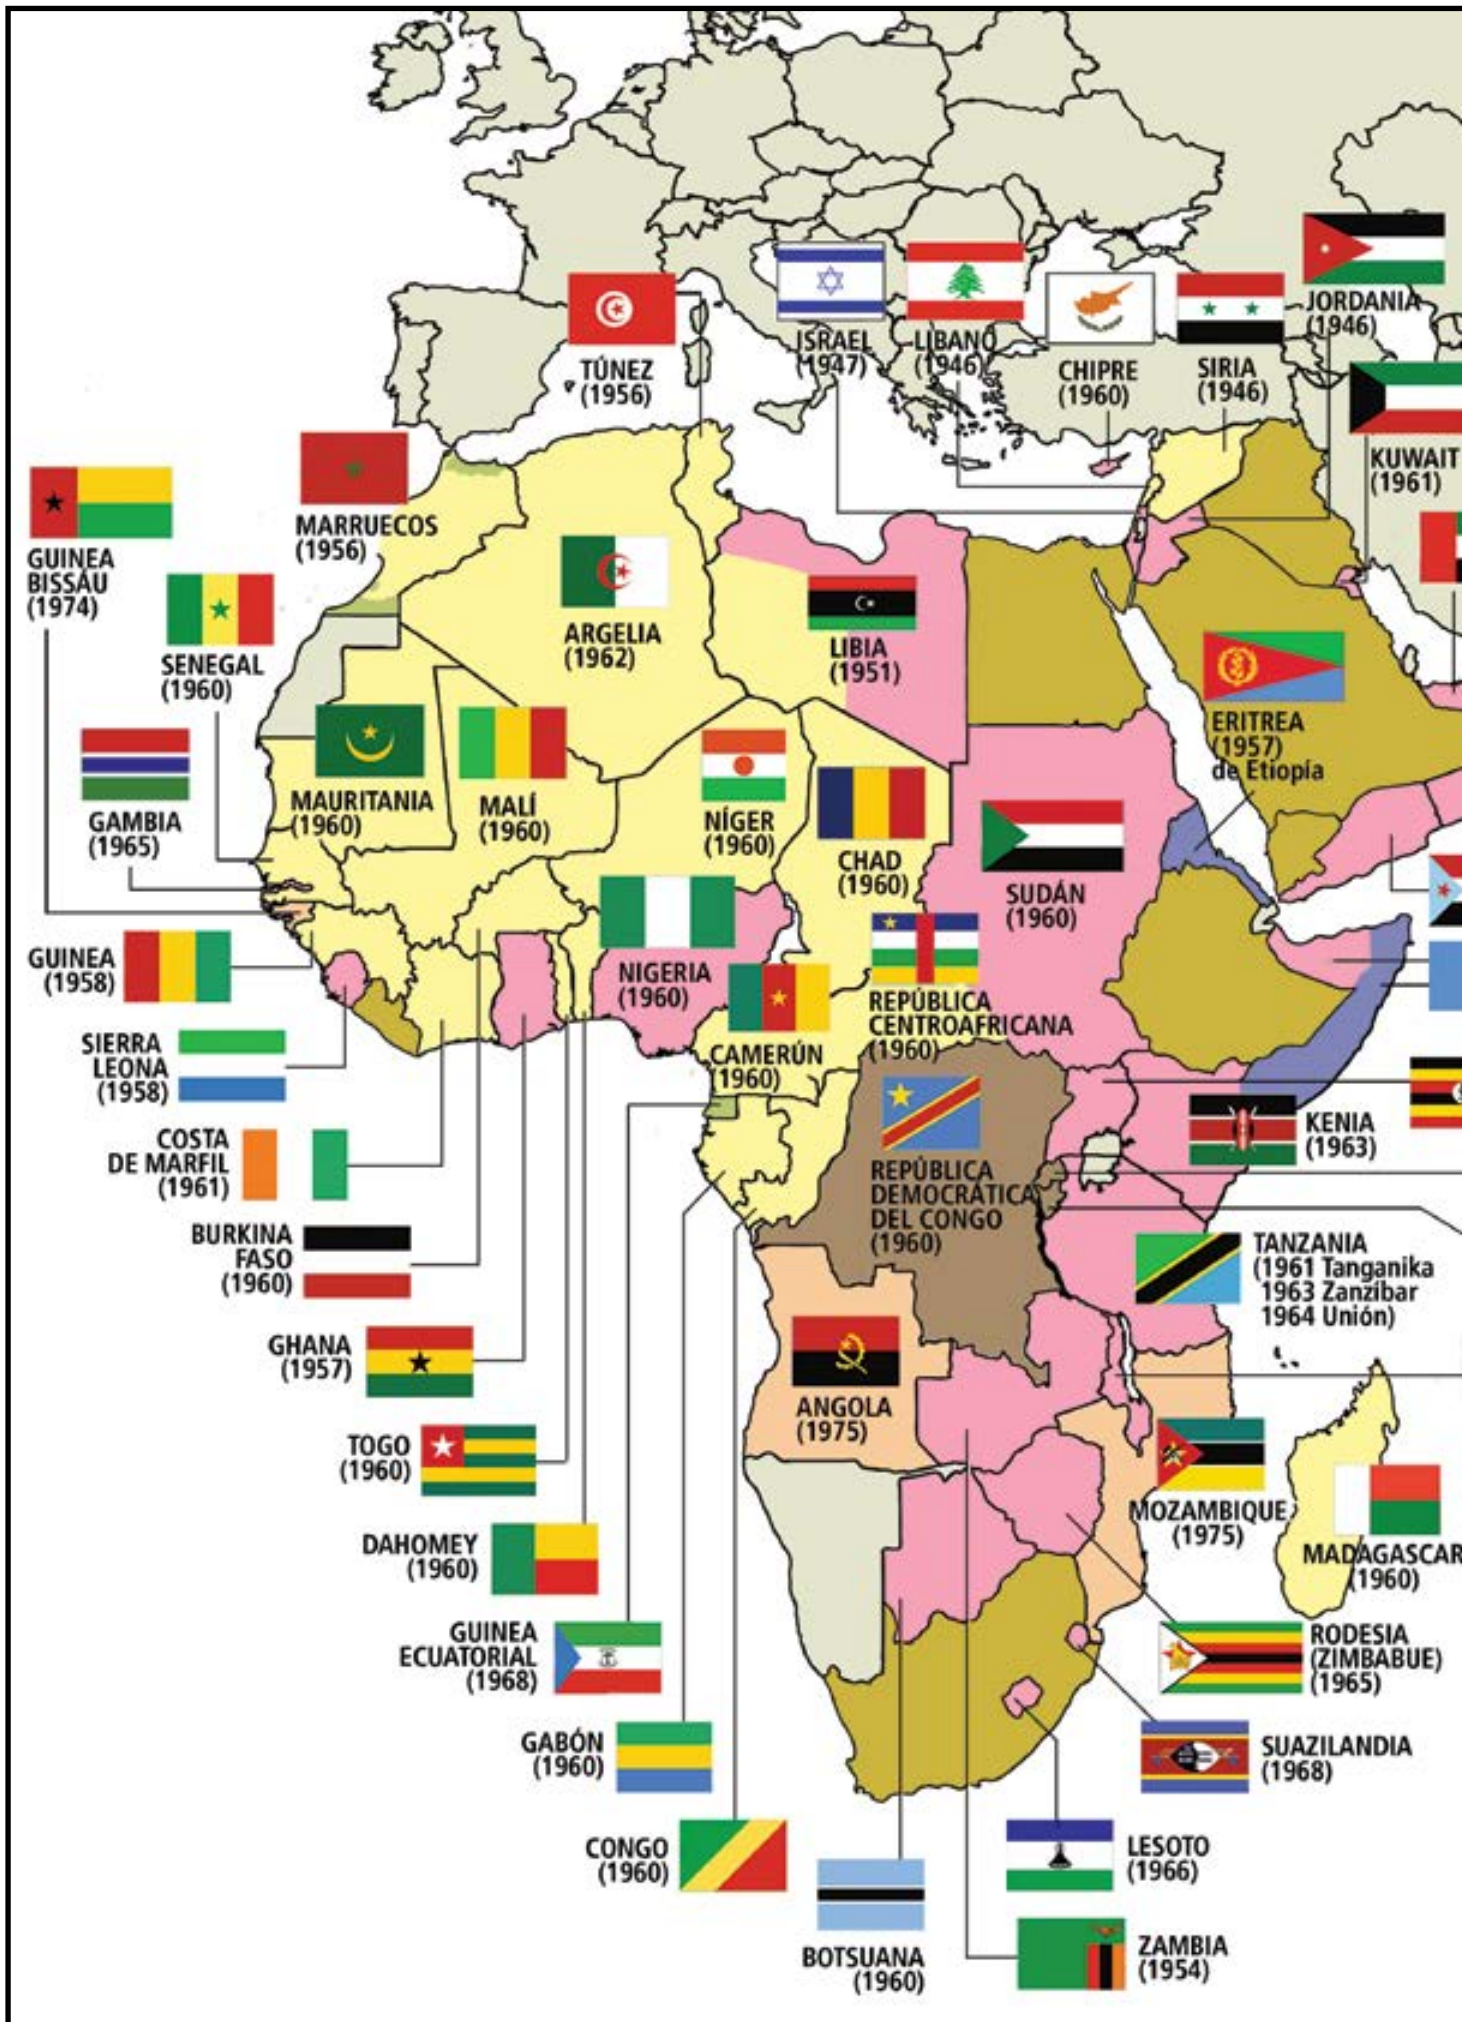 JORDANIA
(1946)
ISRAEL
(1947)
LIBANO
(1946)
CHIPRE
(1960)
SIRIA
(1946)
TÚNEZ
(1956)
KUWAIT
(1961)
MARRUECOS
(1956)
GUINEA
BISSÁU
(1974)
ARGELIA
(1962)
LIBIA
(1951)
SENEGAL
(1960)
ERITREA
(1957)
de Etiopía
MAURITANIA
(1960)
MALÍ
(1960)
NÍGER
(1960)
CHAD
(1960)
GAMBIA
(1965)
SUDÁN
(1960)
GUINEA
(1958)
NIGERIA
(1960)
REPÚBLICA
CENTROAFRICANA
(1960)
CAMERÚN
(1960)
SIERRA
LEONA
(1958)
KENIA
(1963)
COSTA
DE MARFIL
(1961)
REPÚBLICA
DEMOCRÁTICA
DEL CONGO
(1960)
BURKINA
FASO
(1960)
TANZANIA
(1961 Tanganika
1963 Zanzíbar
1964 Unión)
GHANA
(1957)
ANGOLA
(1975)
TOGO
(1960)
MOZAMBIQUE
(1975)
MADAGASCAR
(1960)
DAHOMEY
(1960)
GUINEA
ECUATORIAL
(1968)
RODESIA
(ZIMBABUE)
(1965)
GABÓN
(1960)
SUAZILANDIA
(1968)
CONGO
(1960)
LESOTO
(1966)
BOTSUANA
(1960)
ZAMBIA
(1954)